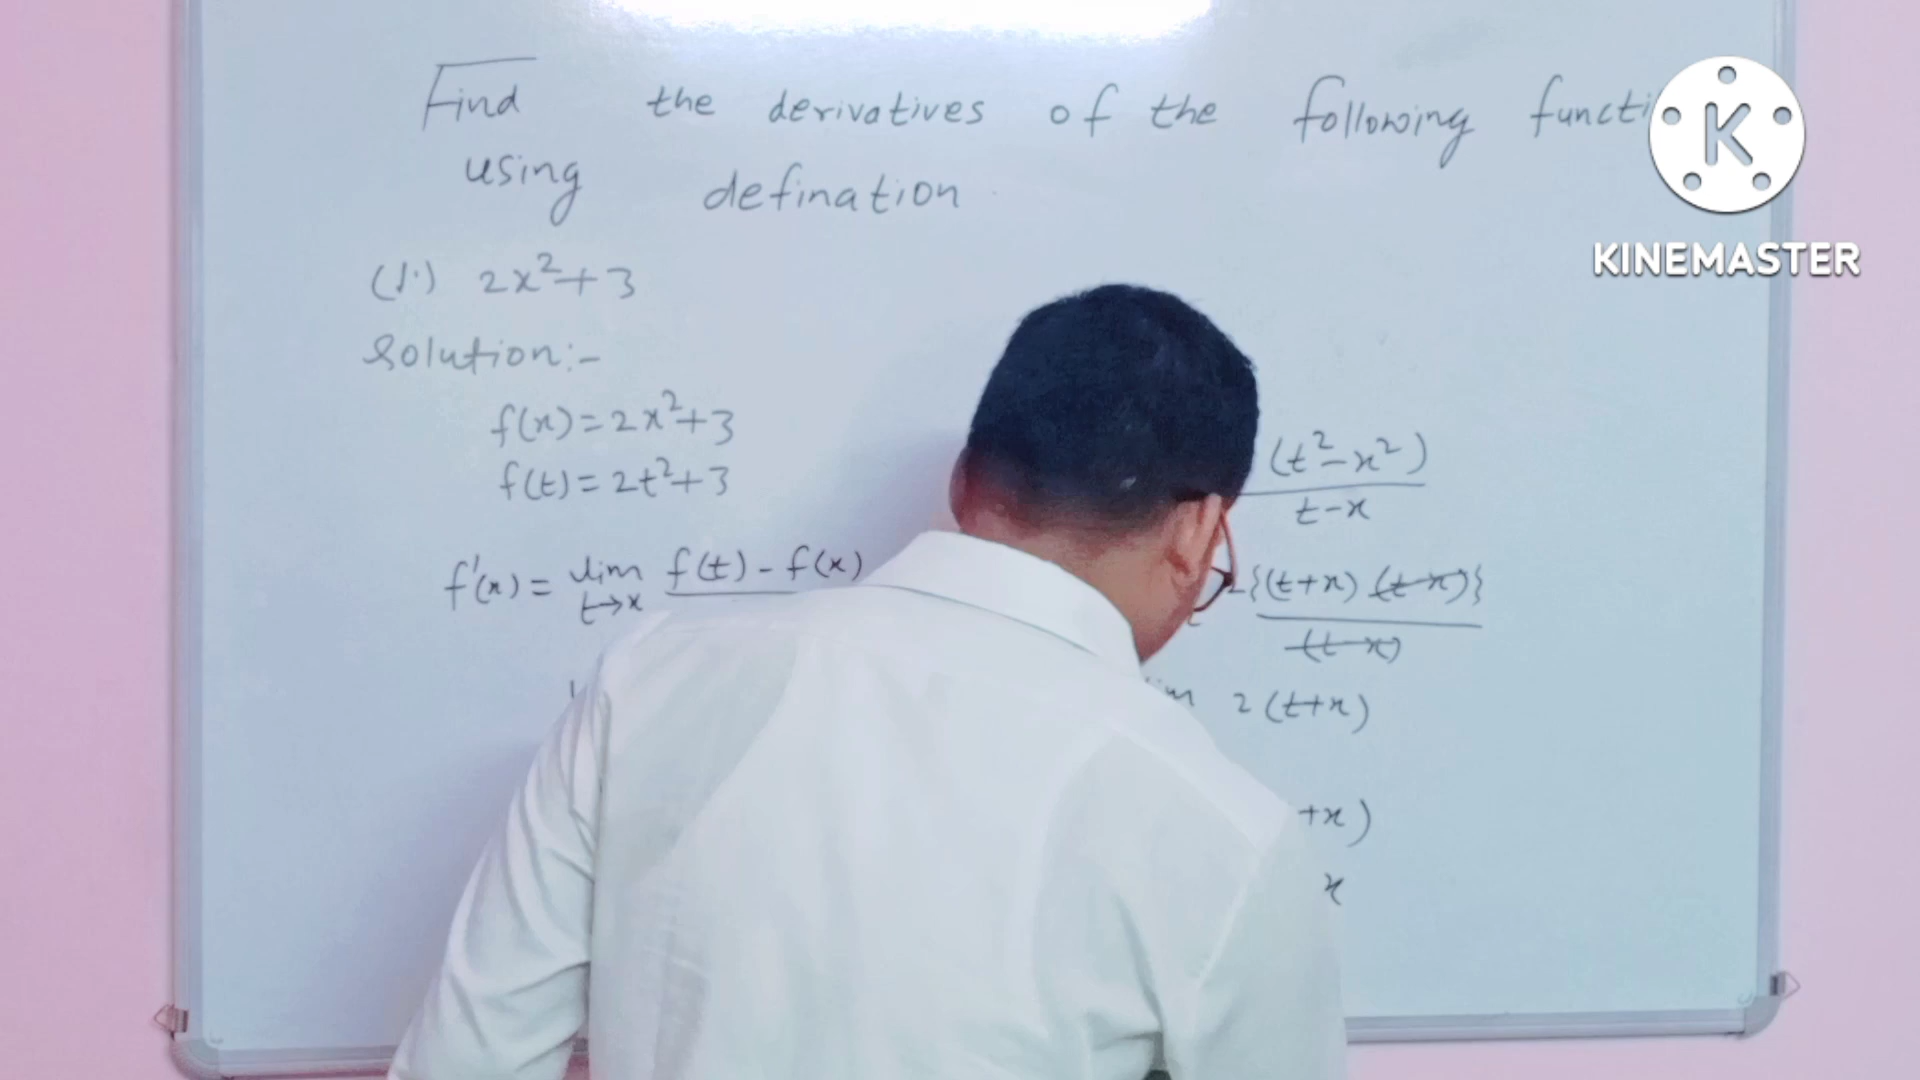 Find the derivatives of the following functi
using defination
(1.) 2x²+3
Solution:-
f(x)=2x²+3
f(t)=2t²+3
f'(x)= lim f(t)-f(x)
t→x
(t²-x²)
t-x
2{(t+x) (t-x)}
(t-x)
2(t+x)
+x)
x
K
KINEMASTER